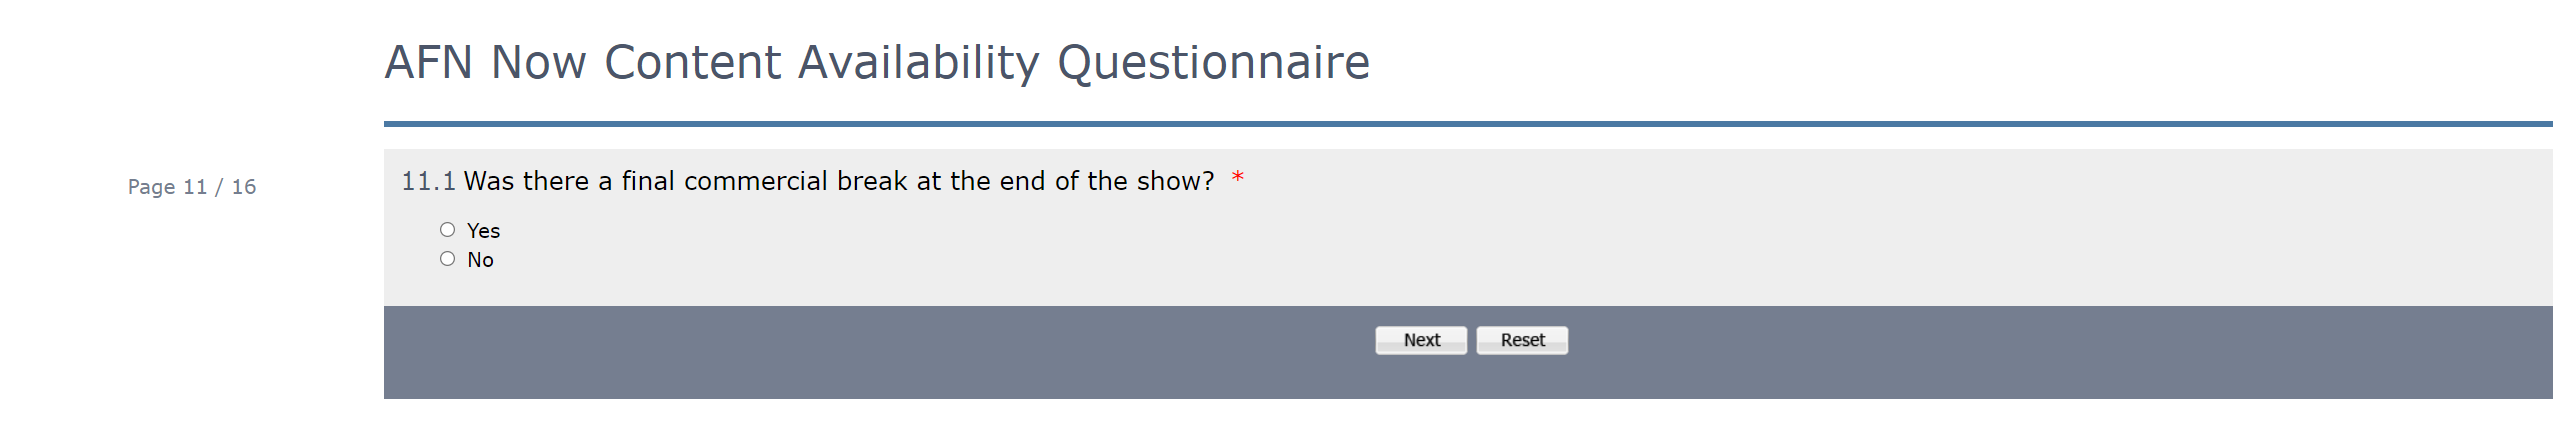 AFN Now Content Availability Questionnaire
Page 11 / 16
11.1 Was there a final commercial break at the end of the show? *
Yes
No
Next Reset